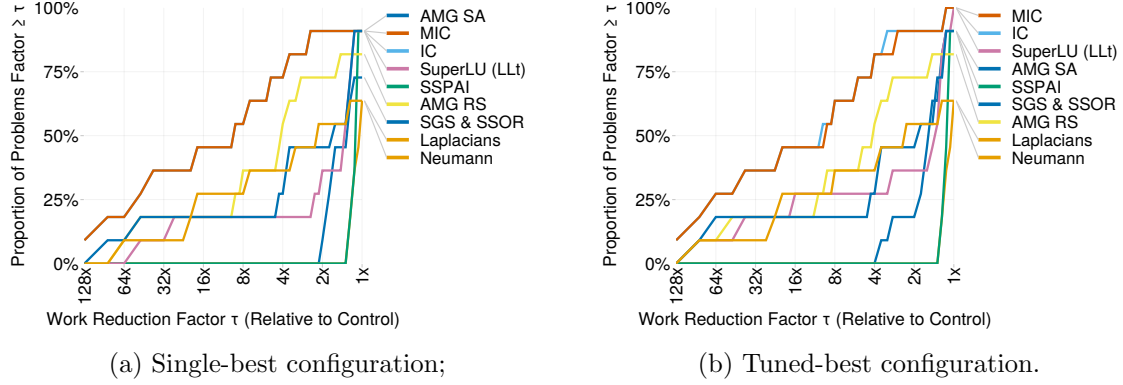 100%
75%
50%
25%
0%
Proportion of Problems Factor ≥ τ
128x
64x
32x
16x
8x
4x
2x
1x
Work Reduction Factor τ (Relative to Control)
AMG SA
MIC
IC
SuperLU (LLt)
SSPAI
AMG RS
SGS & SSOR
Laplacians
Neumann
(a) Single-best configuration;
100%
75%
50%
25%
0%
Proportion of Problems Factor ≥ τ
128x
64x
32x
16x
8x
4x
2x
1x
Work Reduction Factor τ (Relative to Control)
MIC
IC
SuperLU (LLt)
AMG SA
SSPAI
SGS & SSOR
AMG RS
Laplacians
Neumann
(b) Tuned-best configuration.